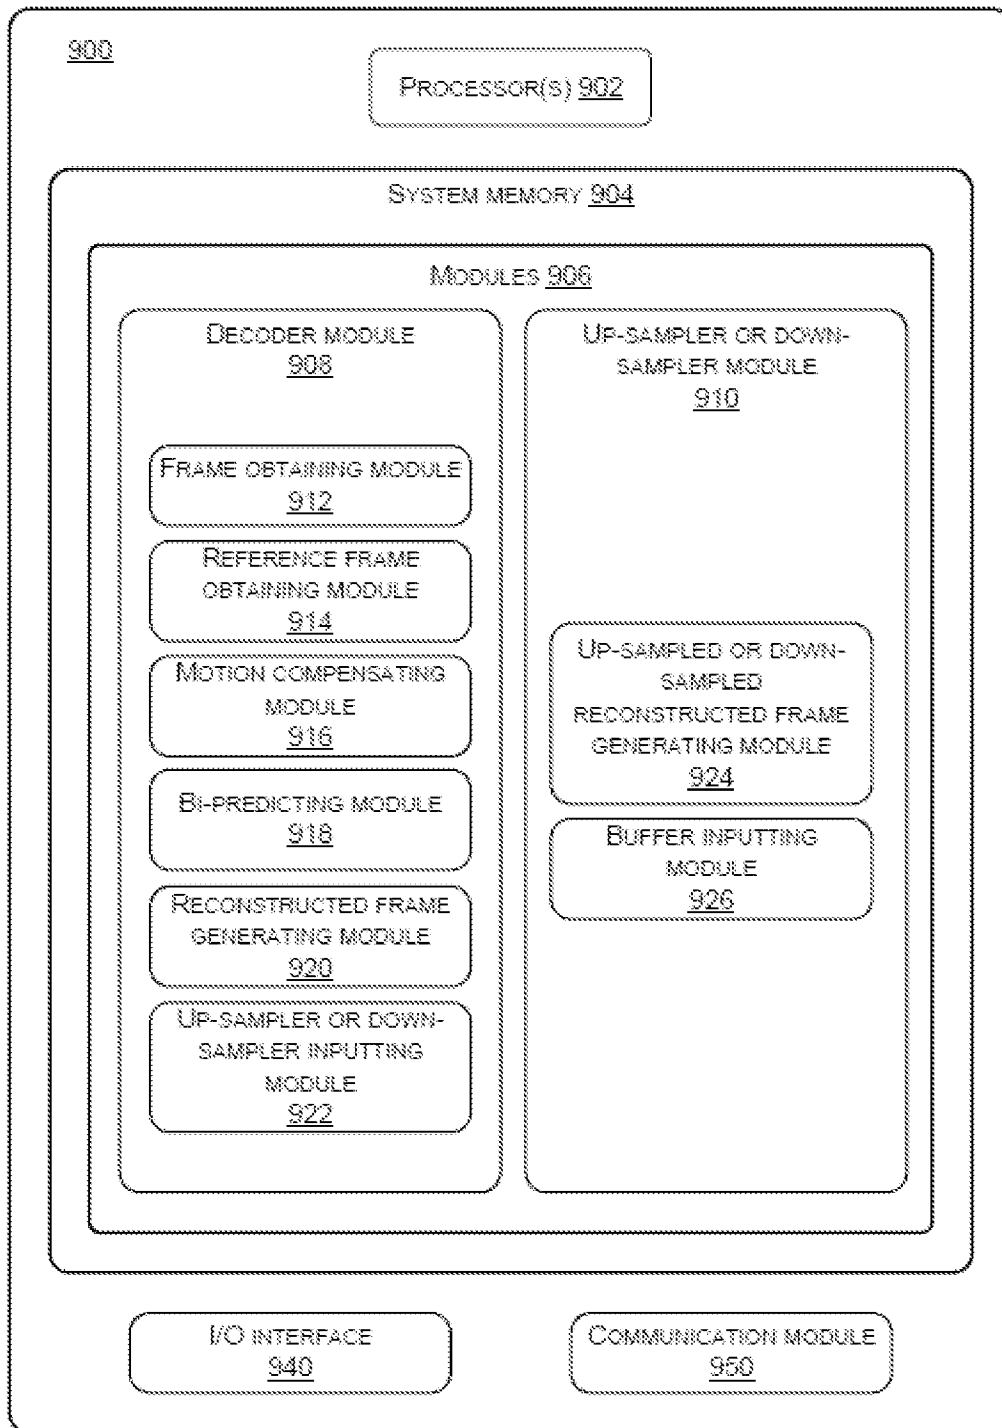 900
PROCESSOR(S) 902
SYSTEM MEMORY 904
MODULES 906
DECODER MODULE
908
FRAME OBTAINING MODULE
912
REFERENCE FRAME
OBTAINING MODULE
914
MOTION COMPENSATING
MODULE
916
BI-PREDICTING MODULE
918
RECONSTRUCTED FRAME
GENERATING MODULE
920
UP-SAMPLER OR DOWN-
SAMPLER INPUTTING
MODULE
922
UP-SAMPLER OR DOWN-
SAMPLER MODULE
910
UP-SAMPLED OR DOWN-
SAMPLED
RECONSTRUCTED FRAME
GENERATING MODULE
924
BUFFER INPUTTING
MODULE
926
I/O INTERFACE
940
COMMUNICATION MODULE
950